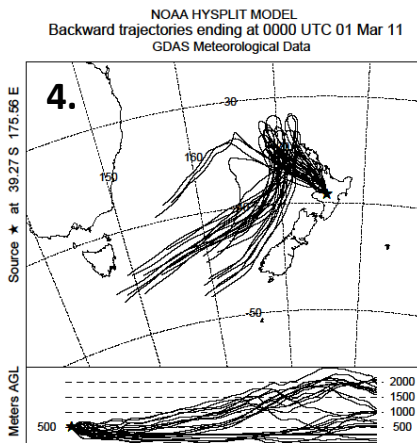 NOAA HYSPLIT MODEL
Backward trajectories ending at 0000 UTC 01 Mar 11
GDAS Meteorological Data
4.
-30
160
150
-50
Source ★ at 39.27 S 175.56 E
Meters AGL
500
2000
1500
1000
500